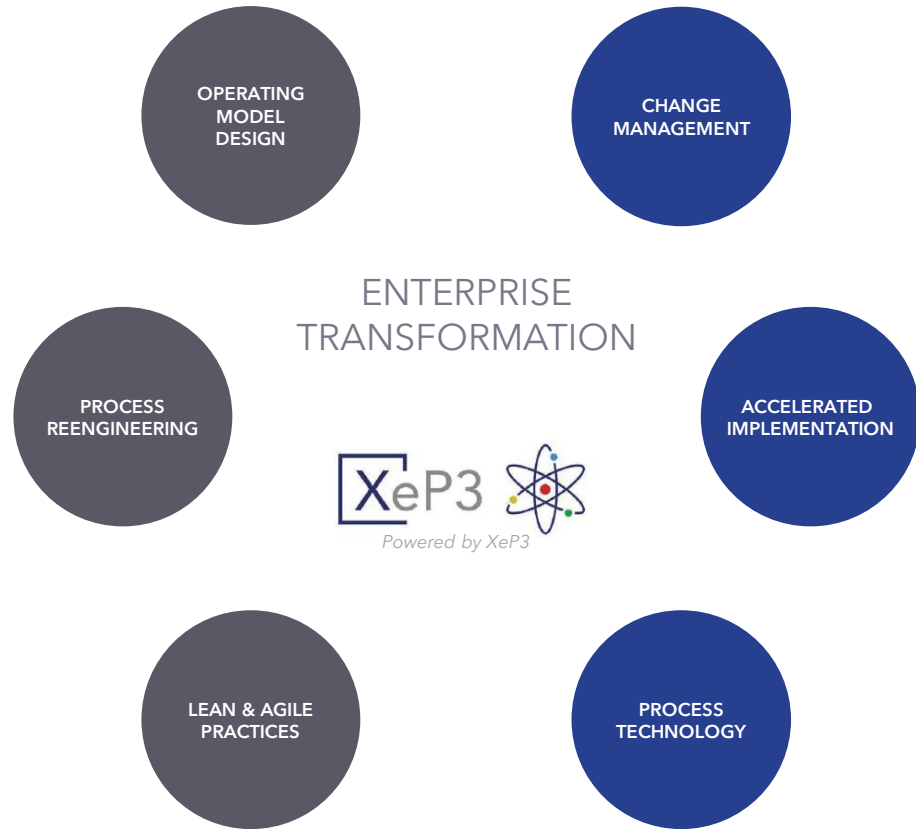 OPERATING
MODEL
DESIGN
CHANGE
MANAGEMENT
ENTERPRISE
TRANSFORMATION
PROCESS
REENGINEERING
ACCELERATED
IMPLEMENTATION
XeP3
Powered by XeP3
LEAN & AGILE
PRACTICES
PROCESS
TECHNOLOGY